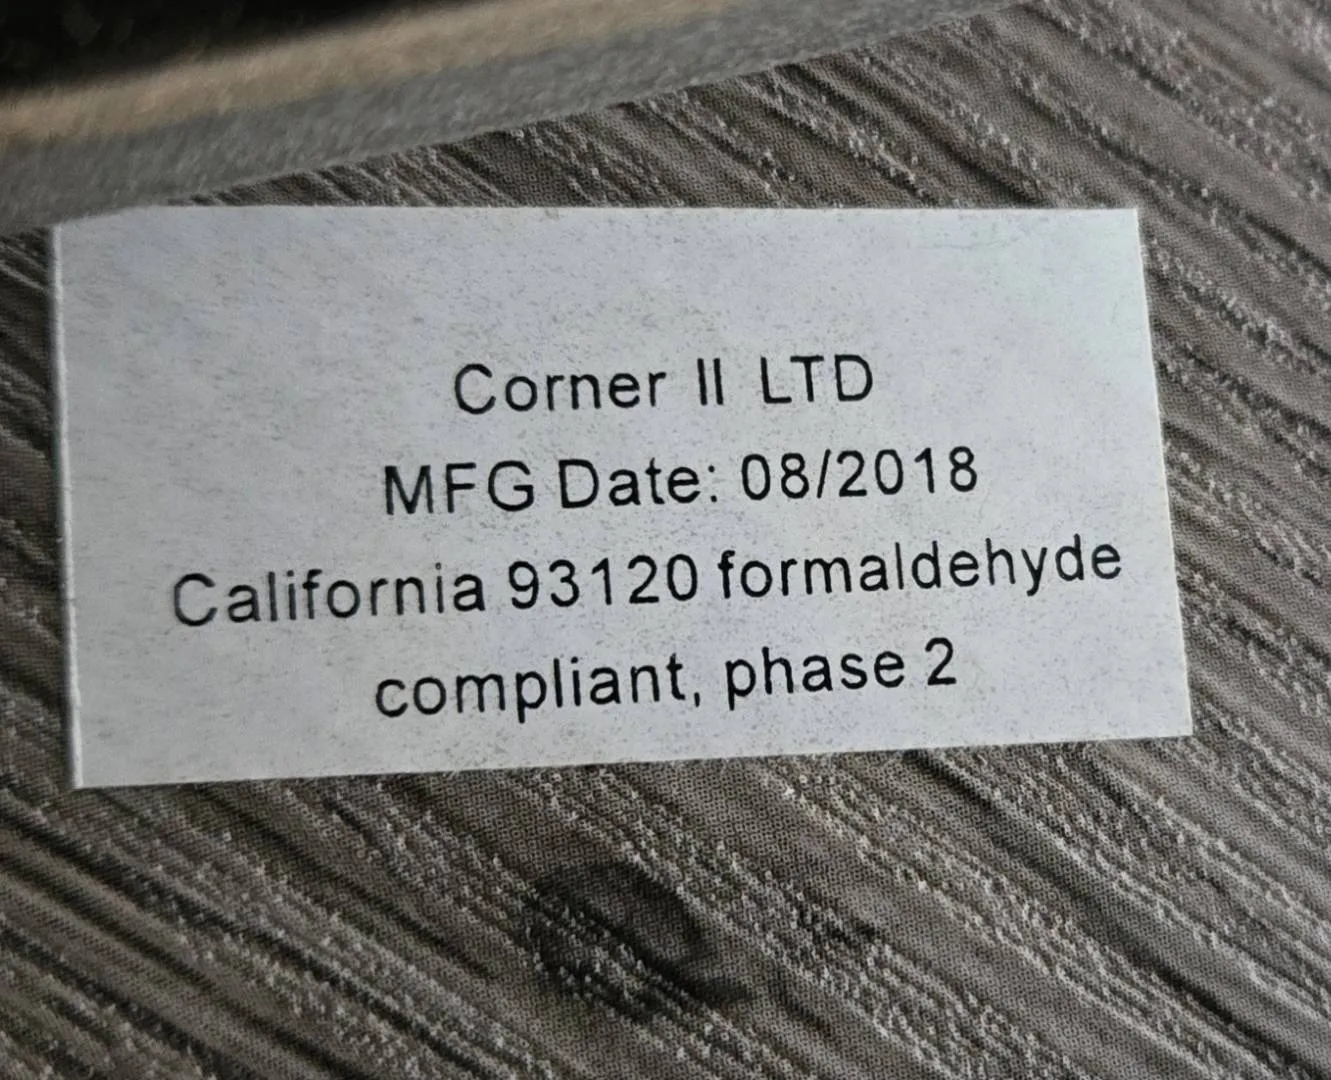 Corner II LTD
MFG Date: 08/2018
California 93120 formaldehyde
compliant, phase 2